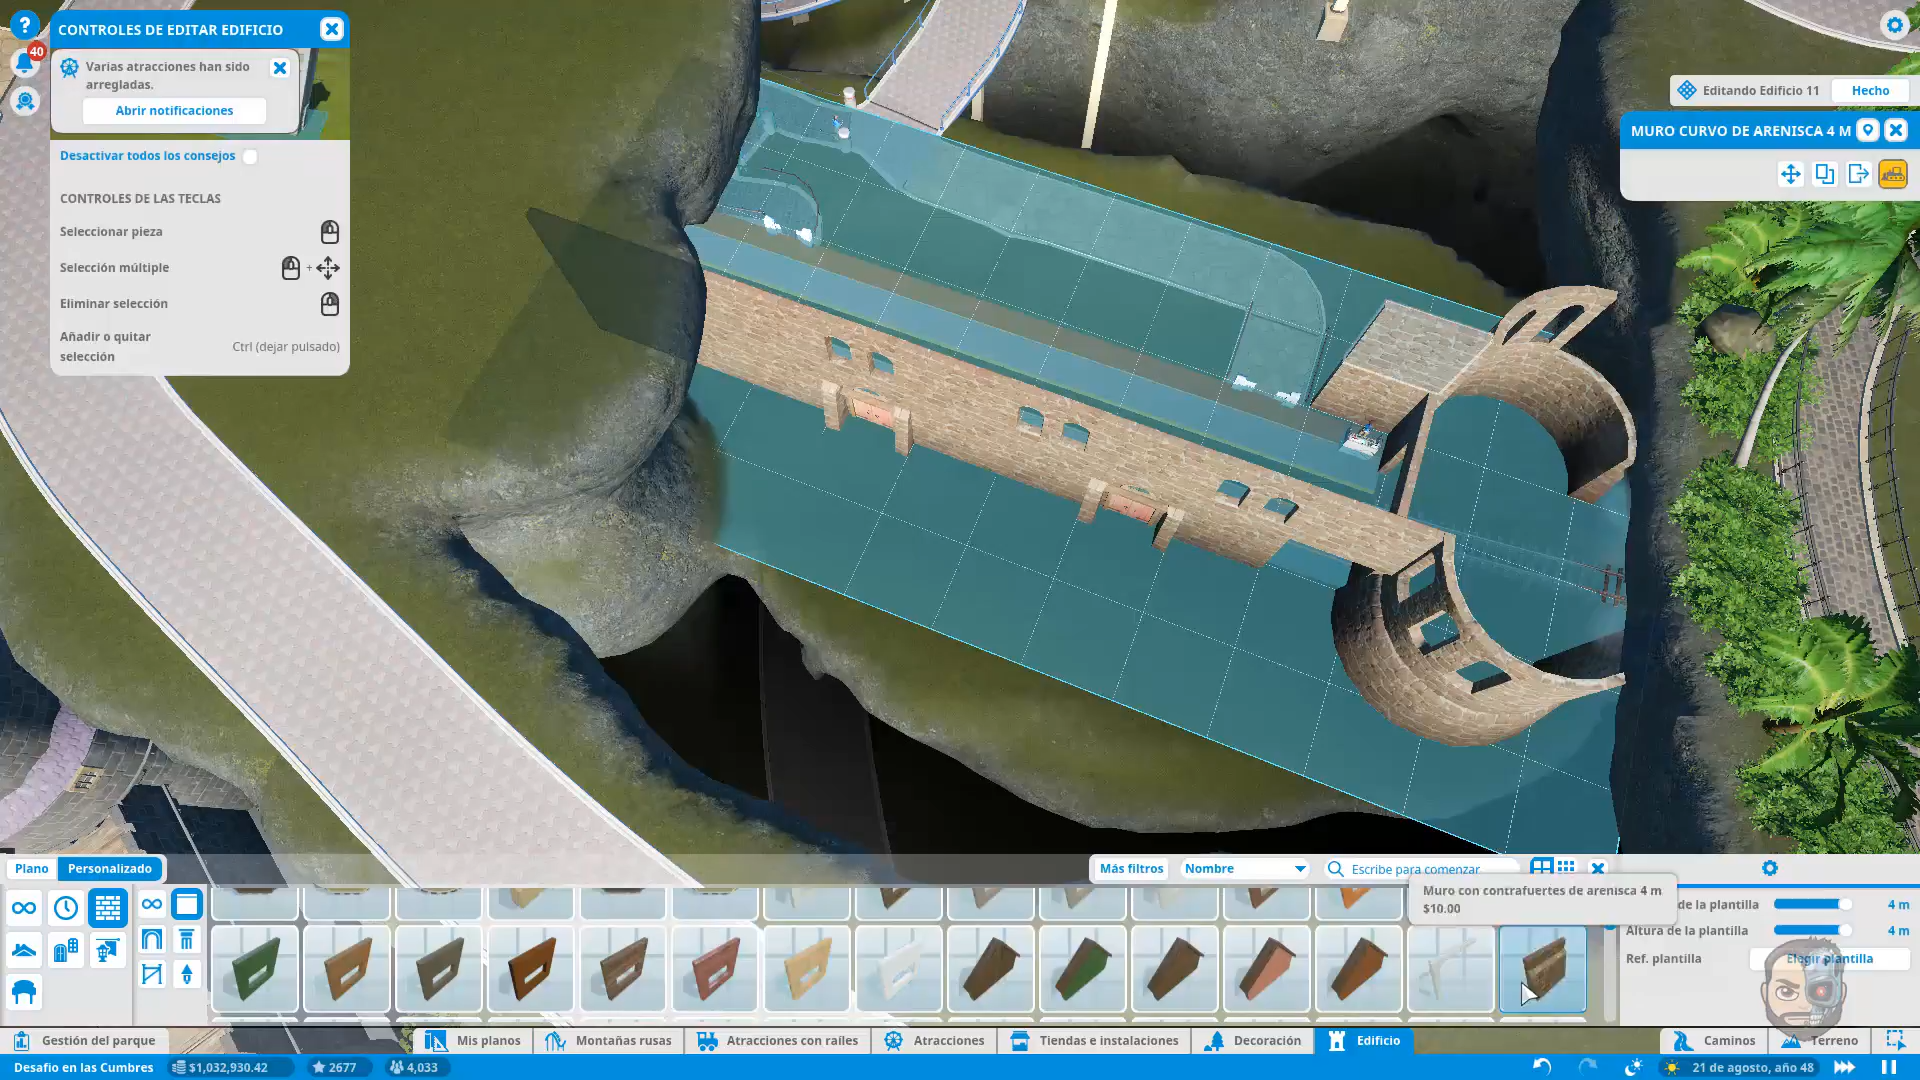 CONTROLES DE EDITAR EDIFICIO
40
Varias atracciones han sido
arregladas.
Abrir notificaciones
Desactivar todos los consejos
CONTROLES DE LAS TECLAS
Seleccionar pieza
Selección múltiple
+
Eliminar selección
Añadir o quitar
selección
Ctrl (dejar pulsado)
Editando Edificio 11
Hecho
MURO CURVO DE ARENISCA 4 M
Plano
Personalizado
Más filtros
Nombre
Escribe para comenzar
Muro con contrafuertes de arenisca 4 m
$10.00
de la plantilla
4 m
Altura de la plantilla
4 m
Ref. plantilla
Elegir plantilla
Gestión del parque
Mis planos
Montañas rusas
Atracciones con raíles
Atracciones
Tiendas e instalaciones
Decoración
Edificio
Caminos
Terreno
Desafío en las Cumbres
$1,032,930.42
2677
4,033
21 de agosto, año 48